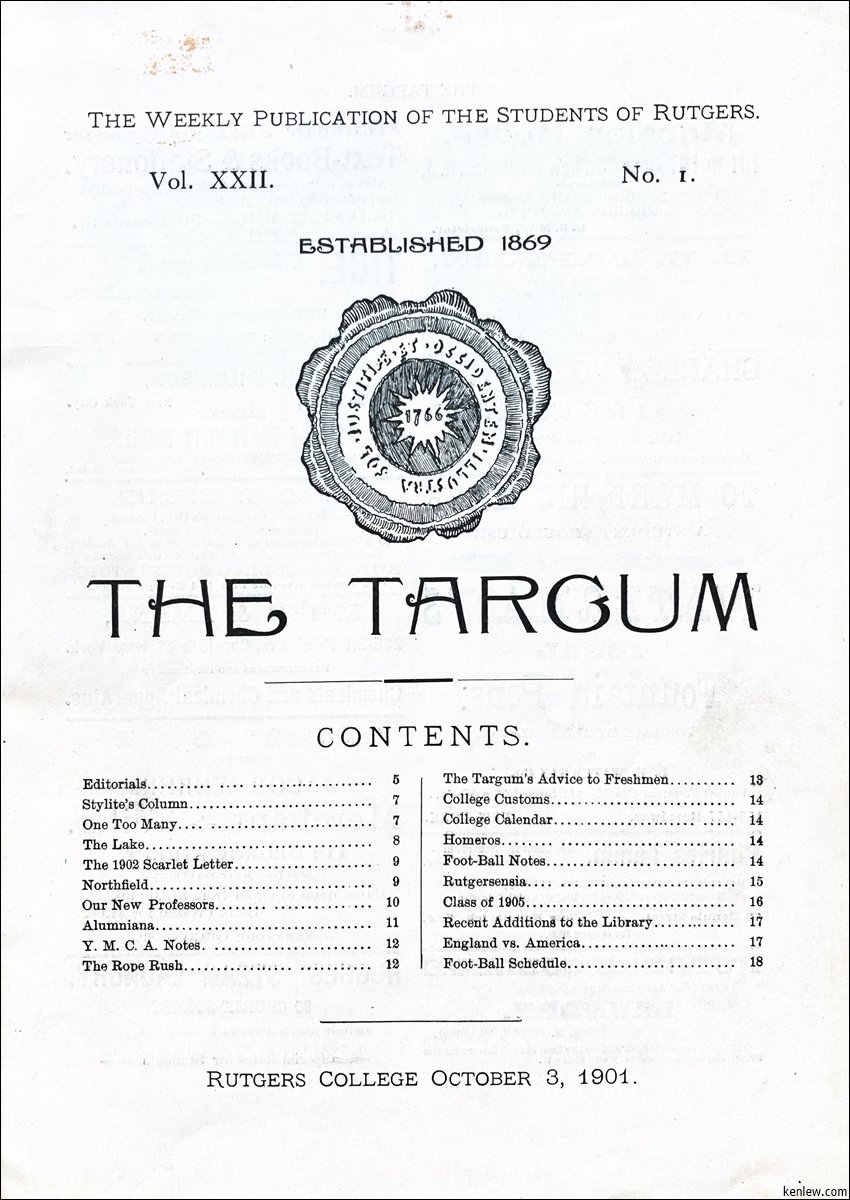 THE WEEKLY PUBLICATION OF THE STUDENTS OF RUTGERS.
Vol. XXII. No. 1.
ESTABLISHED 1869
SOL · JUSTITIÆ · ET · OCCIDENTEM · ILLUSTRA
1766
THE TARGUM
CONTENTS.
Editorials 5
Stylite's Column 7
One Too Many 7
The Lake 8
The 1902 Scarlet Letter 9
Northfield 9
Our New Professors 10
Alumniana 11
Y. M. C. A. Notes 12
The Rope Rush 12
The Targum's Advice to Freshmen 13
College Customs 14
College Calendar 14
Homeros 14
Foot-Ball Notes 14
Rutgersensia 15
Class of 1905 16
Recent Additions to the Library 17
England vs. America 17
Foot-Ball Schedule 18
RUTGERS COLLEGE OCTOBER 3, 1901.
kenlew.com